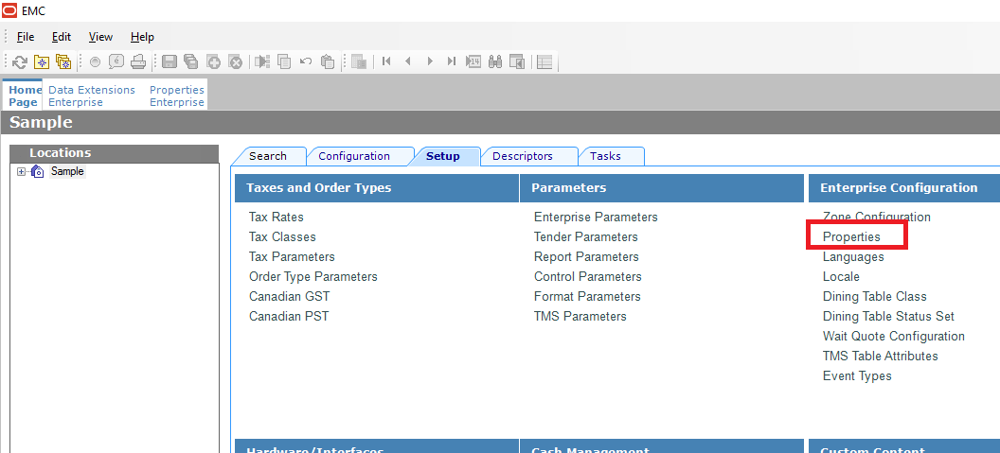 EMC
File Edit View Help
14
Home Page
Data Extensions Enterprise
Properties Enterprise
Sample
Locations
Sample
Search Configuration Setup Descriptors Tasks
Taxes and Order Types
Tax Rates
Tax Classes
Tax Parameters
Order Type Parameters
Canadian GST
Canadian PST
Parameters
Enterprise Parameters
Tender Parameters
Report Parameters
Control Parameters
Format Parameters
TMS Parameters
Enterprise Configuration
Zone Configuration
Properties
Languages
Locale
Dining Table Class
Dining Table Status Set
Wait Quote Configuration
TMS Table Attributes
Event Types
Hardware/Interfaces
Cash Management
Custom Content